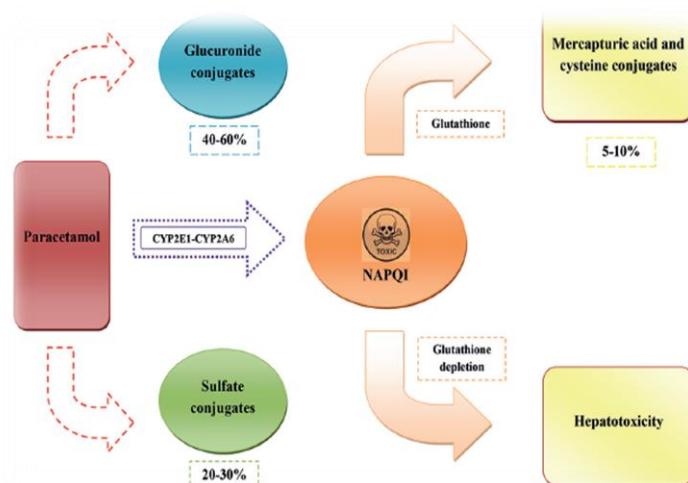 Glucuronide
conjugates
40-60%
Mercapturic acid and
cysteine conjugates
5-10%
Glutathione
Paracetamol
CYP2E1-CYP2A6
TOXIC
NAPQI
Glutathione
depletion
Sulfate
conjugates
20-30%
Hepatotoxicity